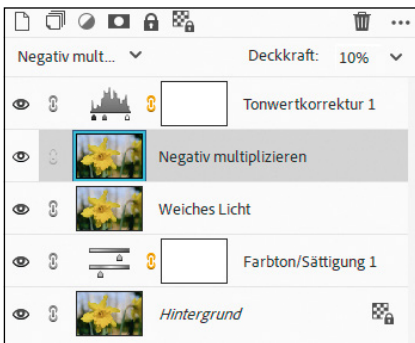 Negativ mult... Deckkraft: 10%
Tonwertkorrektur 1
Negativ multiplizieren
Weiches Licht
Farbton/Sättigung 1
Hintergrund